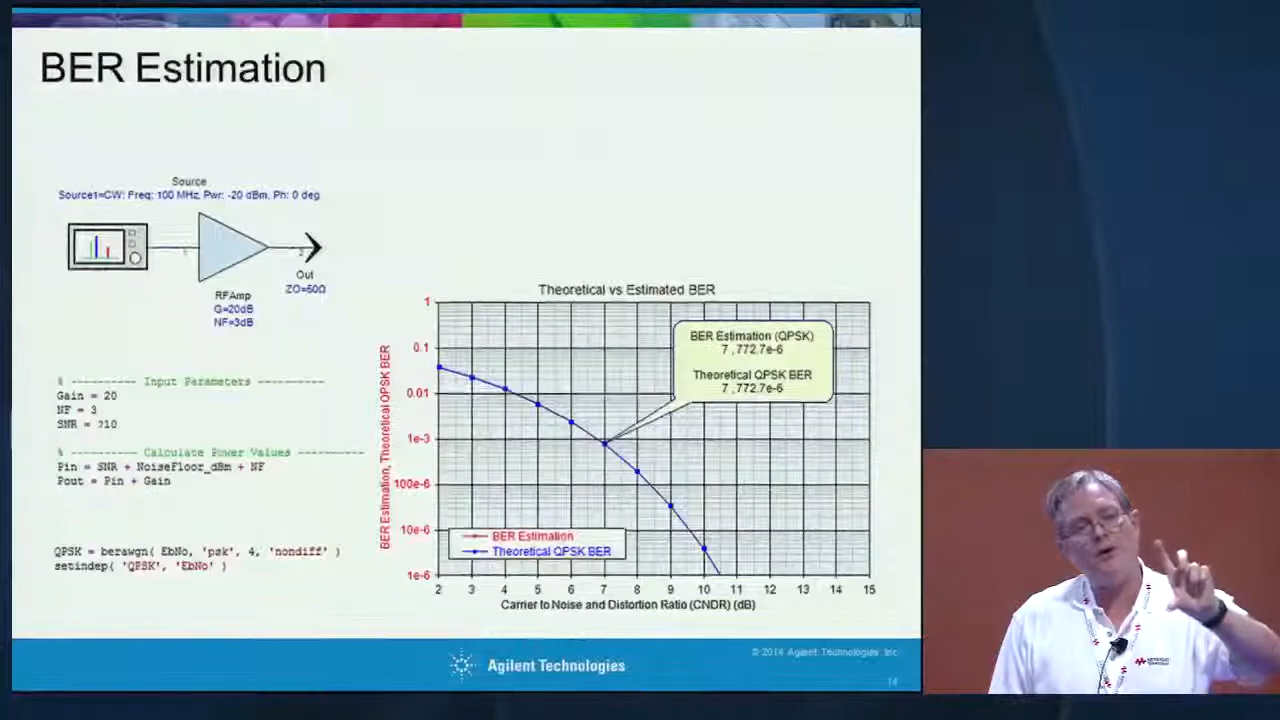 BER Estimation
Source
Source1=CW: Freq: 100 MHz, Pwr: -20 dBm, Ph: 0 deg
1
2
Out
ZO=50Ω
RFAmp
G=20dB
NF=3dB
% ---------- Input Parameters ----------
Gain = 20
NF = 3
SNR = ?10
% ---------- Calculate Power Values ----------
Pin = SNR + NoiseFloor_dBm + NF
Pout = Pin + Gain
QPSK = berawgn( EbNo, 'psk', 4, 'nondiff' )
setindep( 'QPSK', 'EbNo' )
Theoretical vs Estimated BER
BER Estimation, Theoretical QPSK BER
1
0.1
0.01
1e-3
100e-6
10e-6
1e-6
BER Estimation (QPSK)
7 ,772.7e-6
Theoretical QPSK BER
7 ,772.7e-6
BER Estimation
Theoretical QPSK BER
2 3 4 5 6 7 8 9 10 11 12 13 14 15
Carrier to Noise and Distortion Ratio (CNDR) (dB)
Agilent Technologies
© 2014 Agilent Technologies, Inc.
14